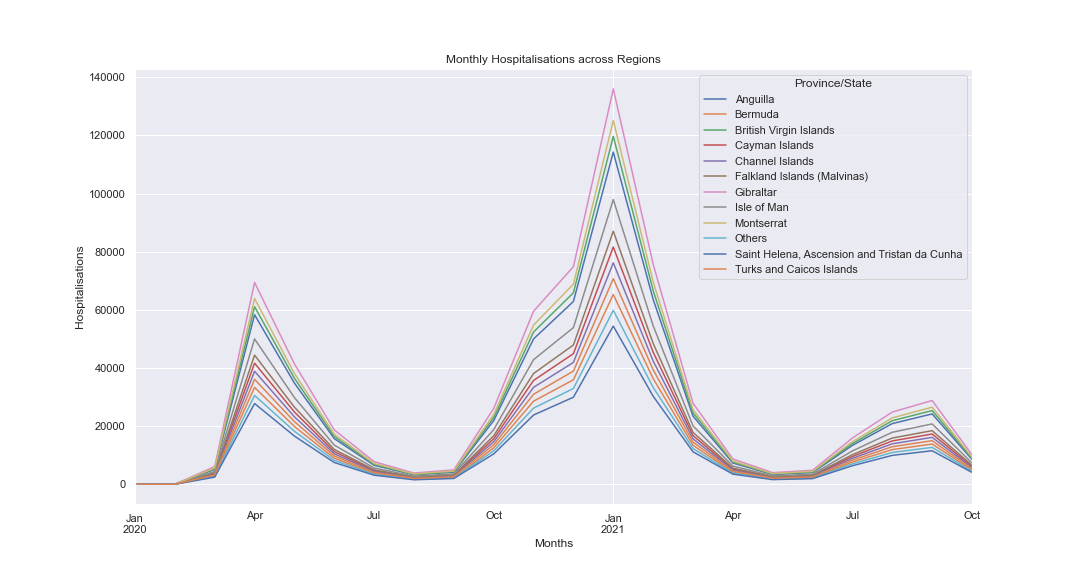 Monthly Hospitalisations across Regions
Hospitalisations
140000
120000
100000
80000
60000
40000
20000
0
Province/State
Anguilla
Bermuda
British Virgin Islands
Cayman Islands
Channel Islands
Falkland Islands (Malvinas)
Gibraltar
Isle of Man
Montserrat
Others
Saint Helena, Ascension and Tristan da Cunha
Turks and Caicos Islands
Jan Apr Jul Oct Jan Apr Jul Oct
2020 2021
Months